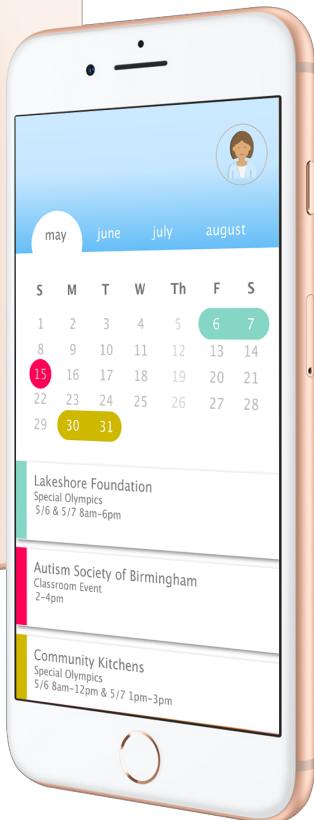 may june july august
S M T W Th F S
1 2 3 4 5 6 7
8 9 10 11 12 13 14
15 16 17 18 19 20 21
22 23 24 25 26 27 28
29 30 31
Lakeshore Foundation
Special Olympics
5/6 & 5/7 8am-6pm
Autism Society of Birmingham
Classroom Event
2-4pm
Community Kitchens
Special Olympics
5/6 8am-12pm & 5/7 1pm-3pm